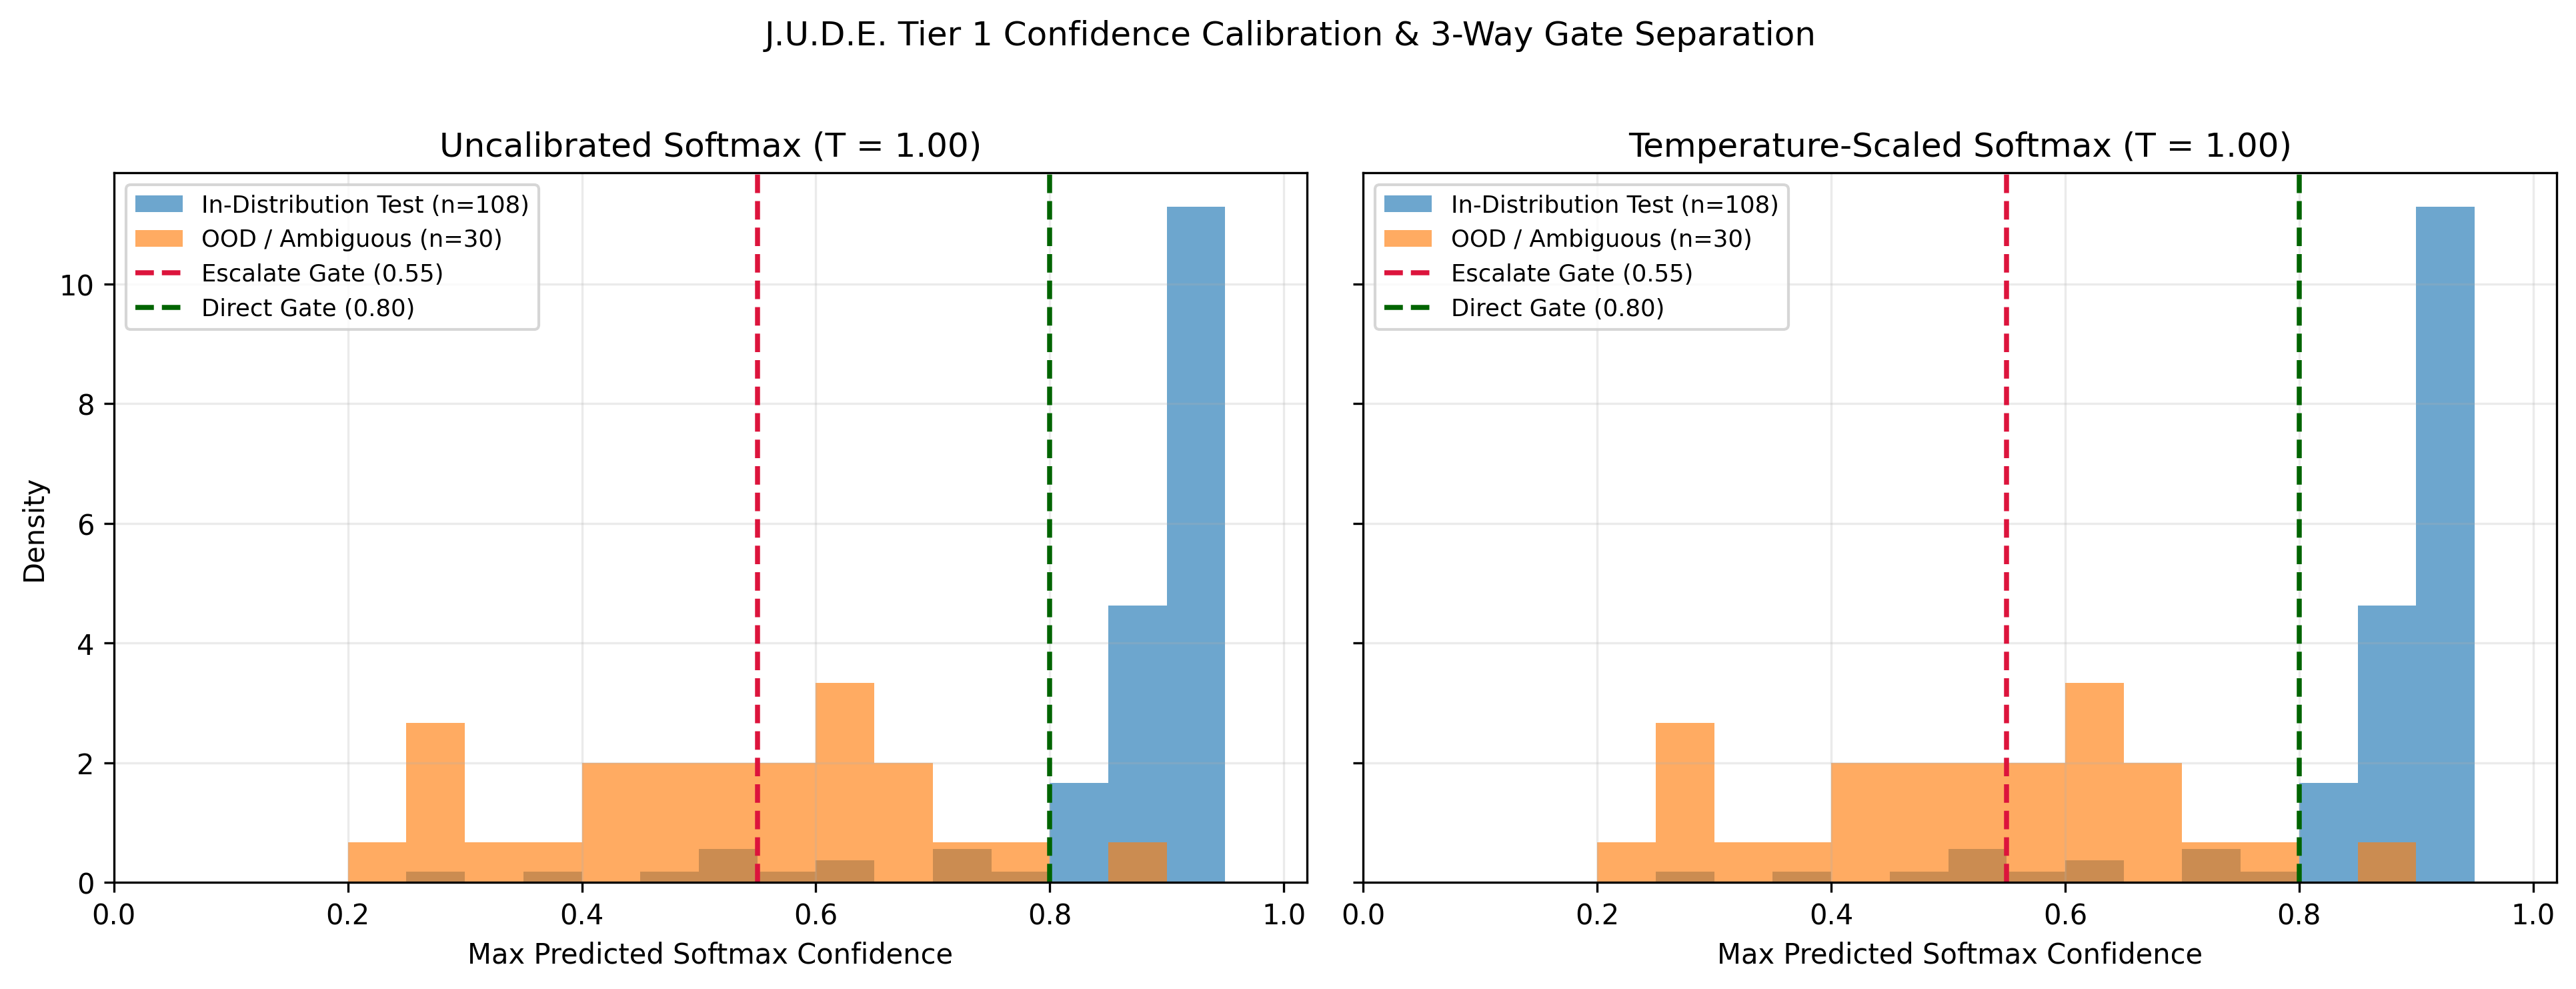 J.U.D.E. Tier 1 Confidence Calibration & 3-Way Gate Separation
Uncalibrated Softmax (T = 1.00)
In-Distribution Test (n=108)
OOD / Ambiguous (n=30)
Escalate Gate (0.55)
Direct Gate (0.80)
Density
10
8
6
4
2
0
0.0 0.2 0.4 0.6 0.8 1.0
Max Predicted Softmax Confidence
Temperature-Scaled Softmax (T = 1.00)
In-Distribution Test (n=108)
OOD / Ambiguous (n=30)
Escalate Gate (0.55)
Direct Gate (0.80)
0.0 0.2 0.4 0.6 0.8 1.0
Max Predicted Softmax Confidence